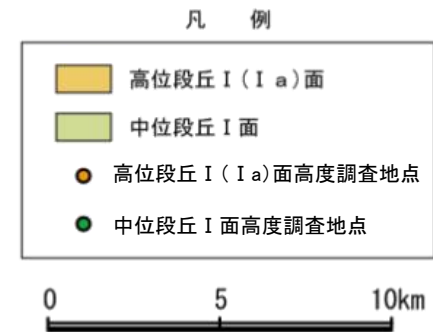 凡 例
高位段丘Ⅰ(Ⅰa)面
中位段丘Ⅰ面
高位段丘Ⅰ(Ⅰa)面高度調査地点
中位段丘Ⅰ面高度調査地点
0 5 10km